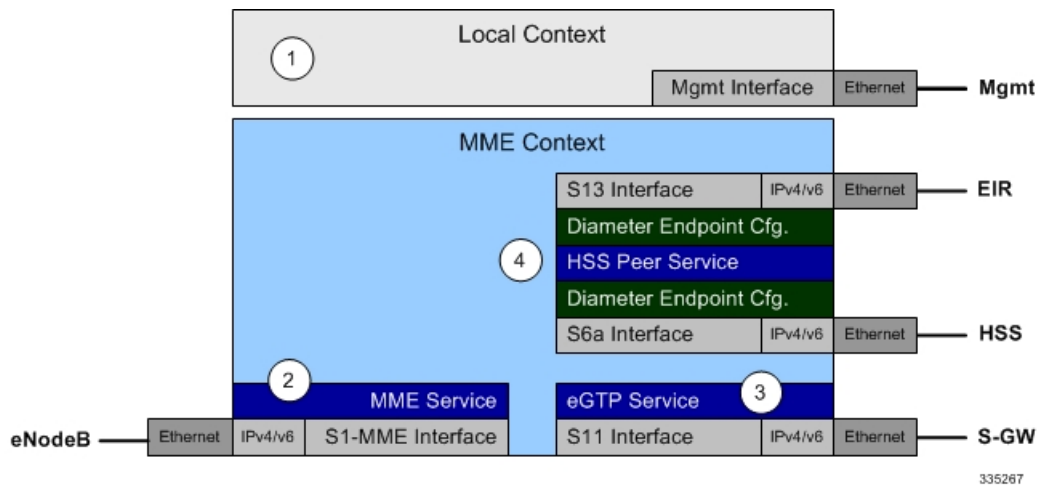 Local Context
1
Mgmt Interface Ethernet Mgmt
MME Context
S13 Interface IPv4/v6 Ethernet EIR
Diameter Endpoint Cfg.
4 HSS Peer Service
Diameter Endpoint Cfg.
S6a Interface IPv4/v6 Ethernet HSS
2
MME Service eGTP Service 3
eNodeB Ethernet IPv4/v6 S1-MME Interface S11 Interface IPv4/v6 Ethernet S-GW
335267